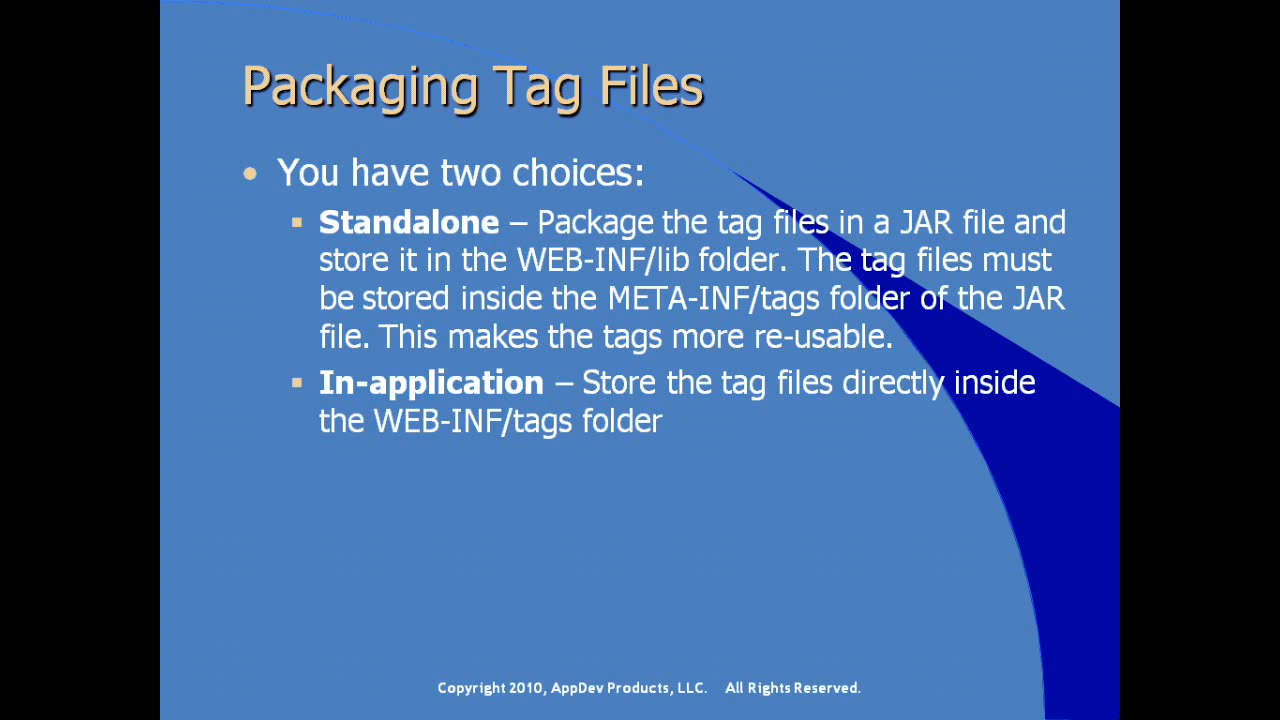 Packaging Tag Files
• You have two choices:
▪ Standalone – Package the tag files in a JAR file and
store it in the WEB-INF/lib folder. The tag files must
be stored inside the META-INF/tags folder of the JAR
file. This makes the tags more re-usable.
▪ In-application – Store the tag files directly inside
the WEB-INF/tags folder
Copyright 2010, AppDev Products, LLC. All Rights Reserved.